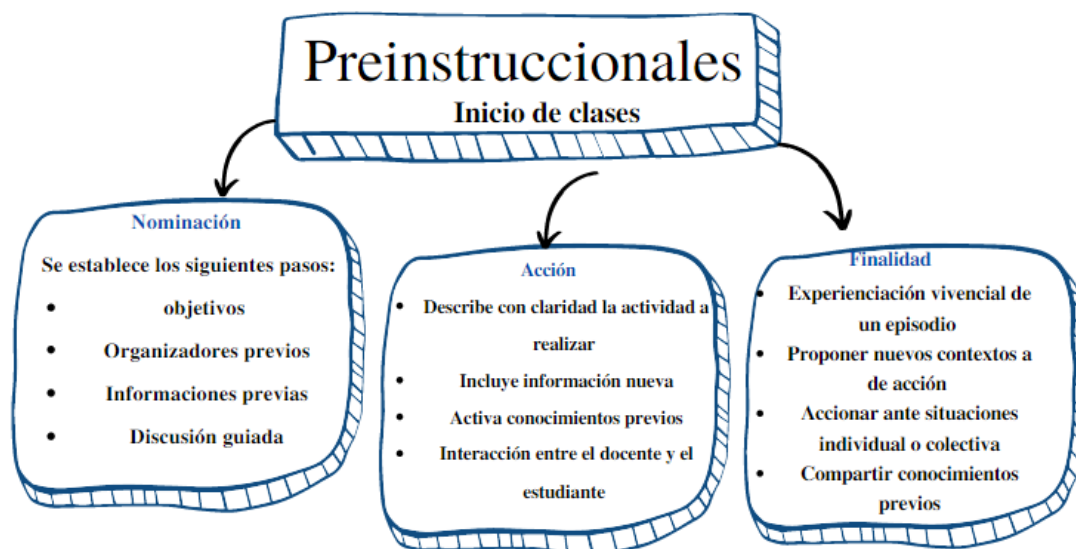 Preinstruccionales
Inicio de clases
Nominación
Se establece los siguientes pasos:
• objetivos
• Organizadores previos
• Informaciones previas
• Discusión guiada
Acción
• Describe con claridad la actividad a
realizar
• Incluye información nueva
• Activa conocimientos previos
• Interacción entre el docente y el
estudiante
Finalidad
• Experienciación vivencial de
un episodio
• Proponer nuevos contextos a
de acción
• Accionar ante situaciones
individual o colectiva
• Compartir conocimientos
previos